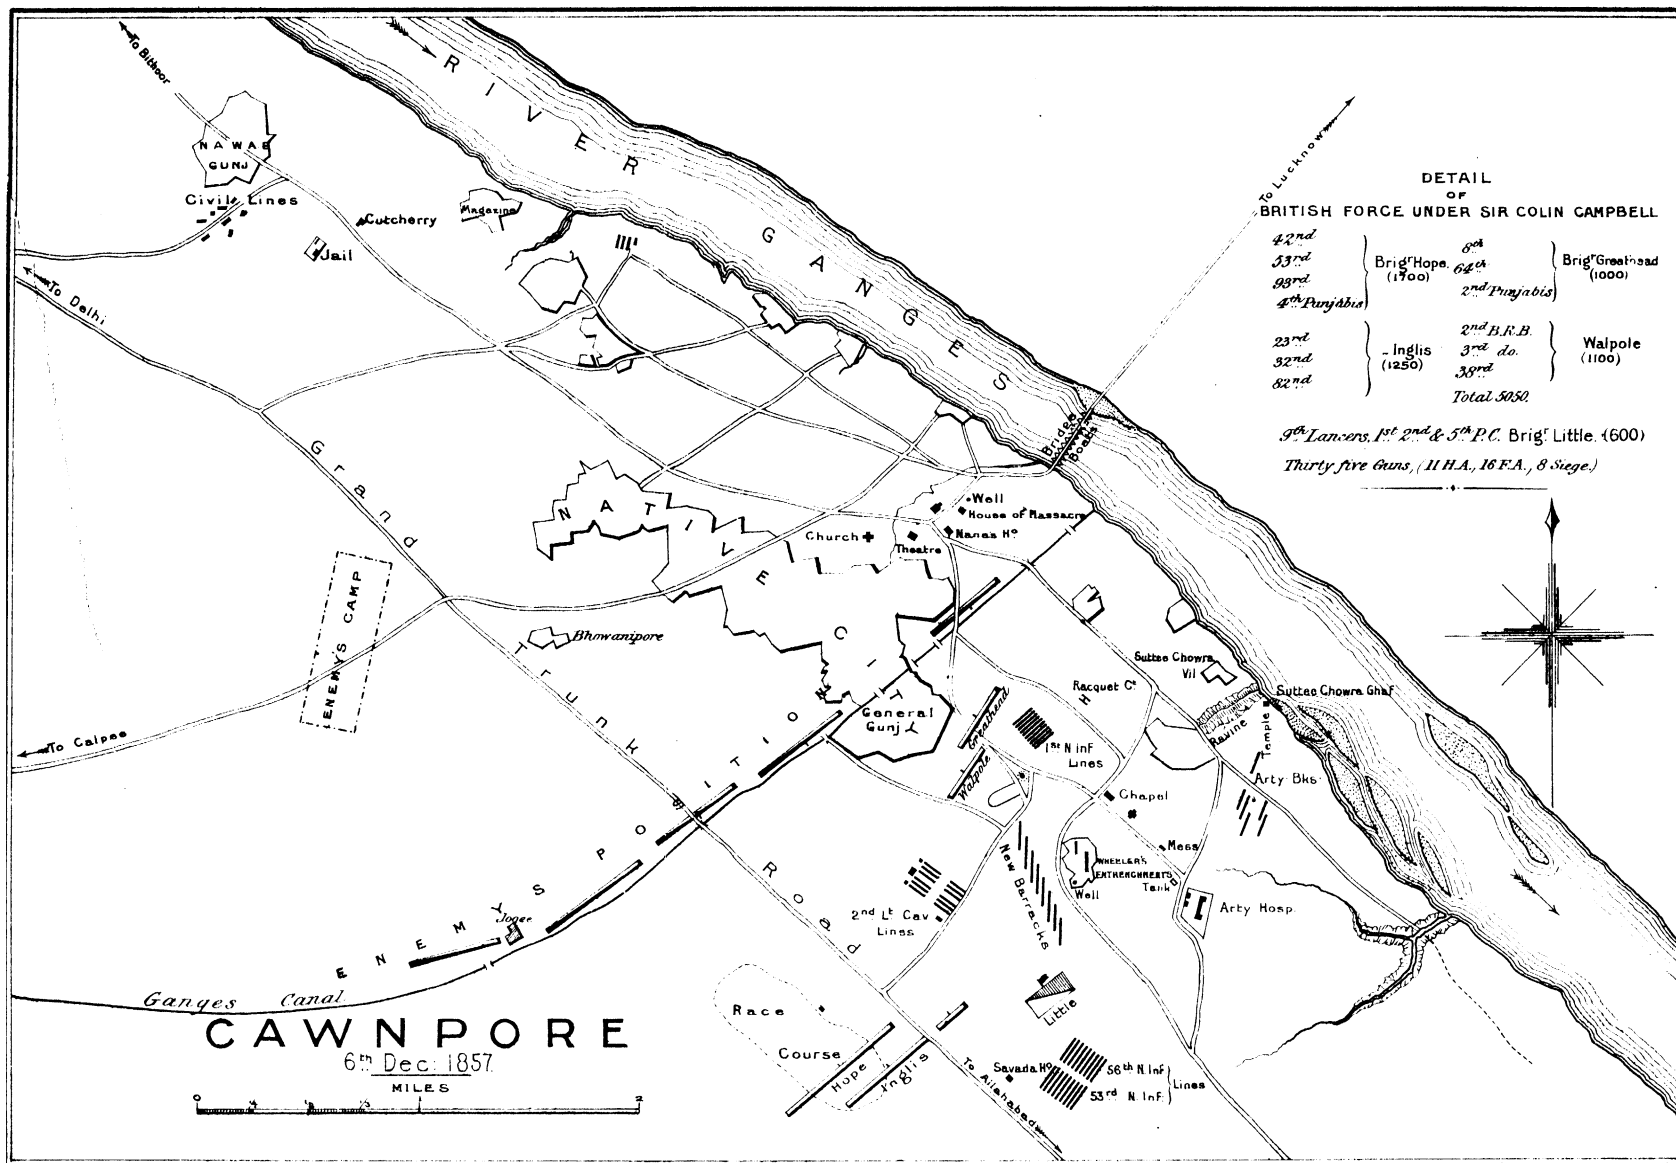 To Bithoor
RIVER GANGES
NAWAB
GUNJ
Civil Lines
Cutcherry
Magazine
Jail
To Delhi
To Lucknow
DETAIL
OF
BRITISH FORCE UNDER SIR COLIN CAMPBELL
42nd
53rd
93rd
4th Punjabis
Brigr Hope.
(1700)
8th
64th
2nd Punjabis
Brigr Greathead
(1000)
23rd
32nd
82nd
Inglis
(1250)
2nd B.R.B.
3rd do.
38rd
Walpole
(1100)
Total 5050.
9th Lancers, 1st 2nd & 5th P.C. Brigr Little. (600)
Thirty five Guns, (11 H.A., 16 F.A., 8 Siege.)
Bridge
Boats
Grand Trunk Road
NATIVE CITY
Well
House of Massacre
Nana's Ho.
Church
Theatre
ENEMY'S CAMP
Bhowanipore
To Calpee
Suttee Chowra
Vil
Suttee Chowra Ghat
Racquet Ct
Ravine
Temple
General
Gunj
Greathead
Walpole
1st N Inf
Lines
Arty Bks
Chapel
Mess
WHEELER'S
ENTRENCHMENTS
Tank
Well
New Barracks
2nd Lt Cav
Lines
Arty Hosp.
ENEMYS POSITION
Jogee
Ganges Canal
CAWNPORE
6th Dec: 1857.
MILES
0
2
Race
Course
Hope
Inglis
Little
Savada Ho.
56th N. Inf
53rd N. Inf.
Lines
To Allahabad